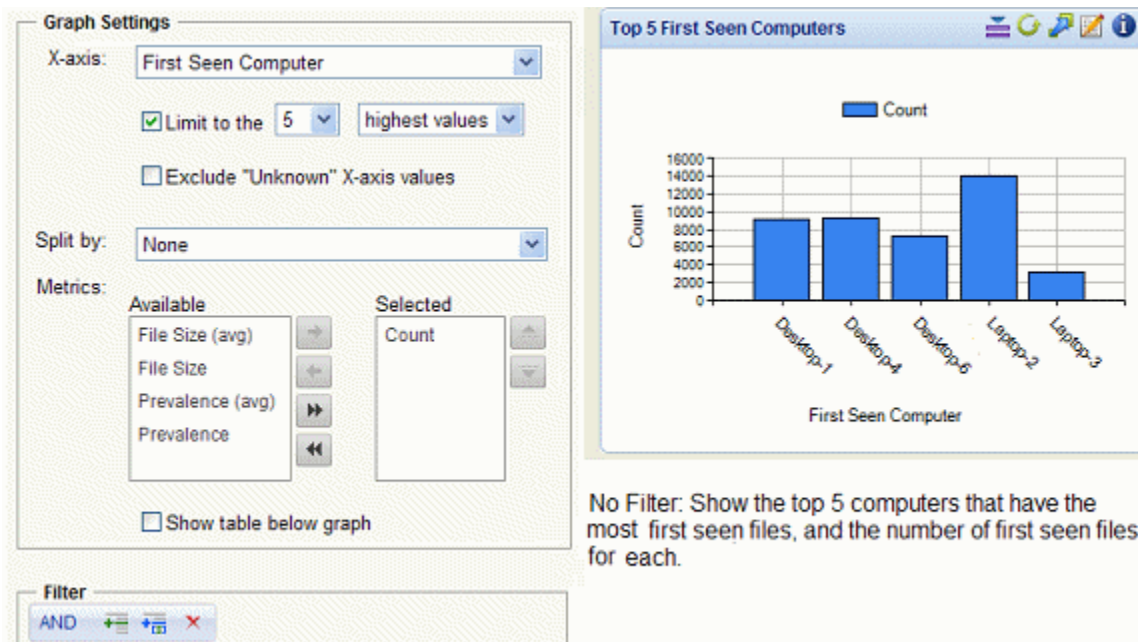 Graph Settings
X-axis: First Seen Computer
Limit to the 5 highest values
Exclude "Unknown" X-axis values
Split by: None
Metrics:
Available Selected
File Size (avg) Count
File Size
Prevalence (avg)
Prevalence
Show table below graph
Filter
AND
Top 5 First Seen Computers
Count
16000
14000
12000
10000
8000
6000
4000
2000
0
Count
Desktop-1 Desktop-4 Desktop-6 Laptop-2 Laptop-3
First Seen Computer
No Filter: Show the top 5 computers that have the
most first seen files, and the number of first seen files
for each.